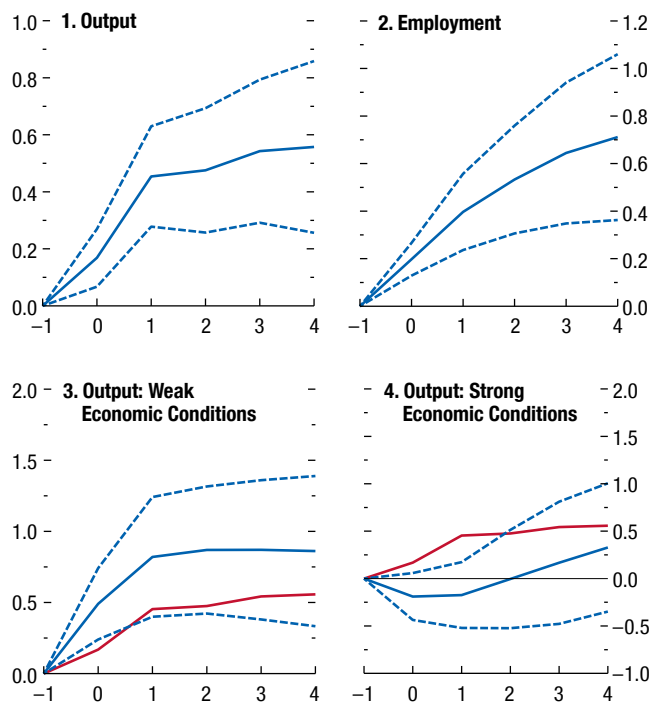 1. Output
1.0
0.8
0.6
0.4
0.2
0.0
–1 0 1 2 3 4
2. Employment
1.2
1.0
0.8
0.6
0.4
0.2
0.0
–1 0 1 2 3 4
3. Output: Weak
Economic Conditions
2.0
1.5
1.0
0.5
0.0
–1 0 1 2 3 4
4. Output: Strong
Economic Conditions
2.0
1.5
1.0
0.5
0.0
–0.5
–1.0
–1 0 1 2 3 4